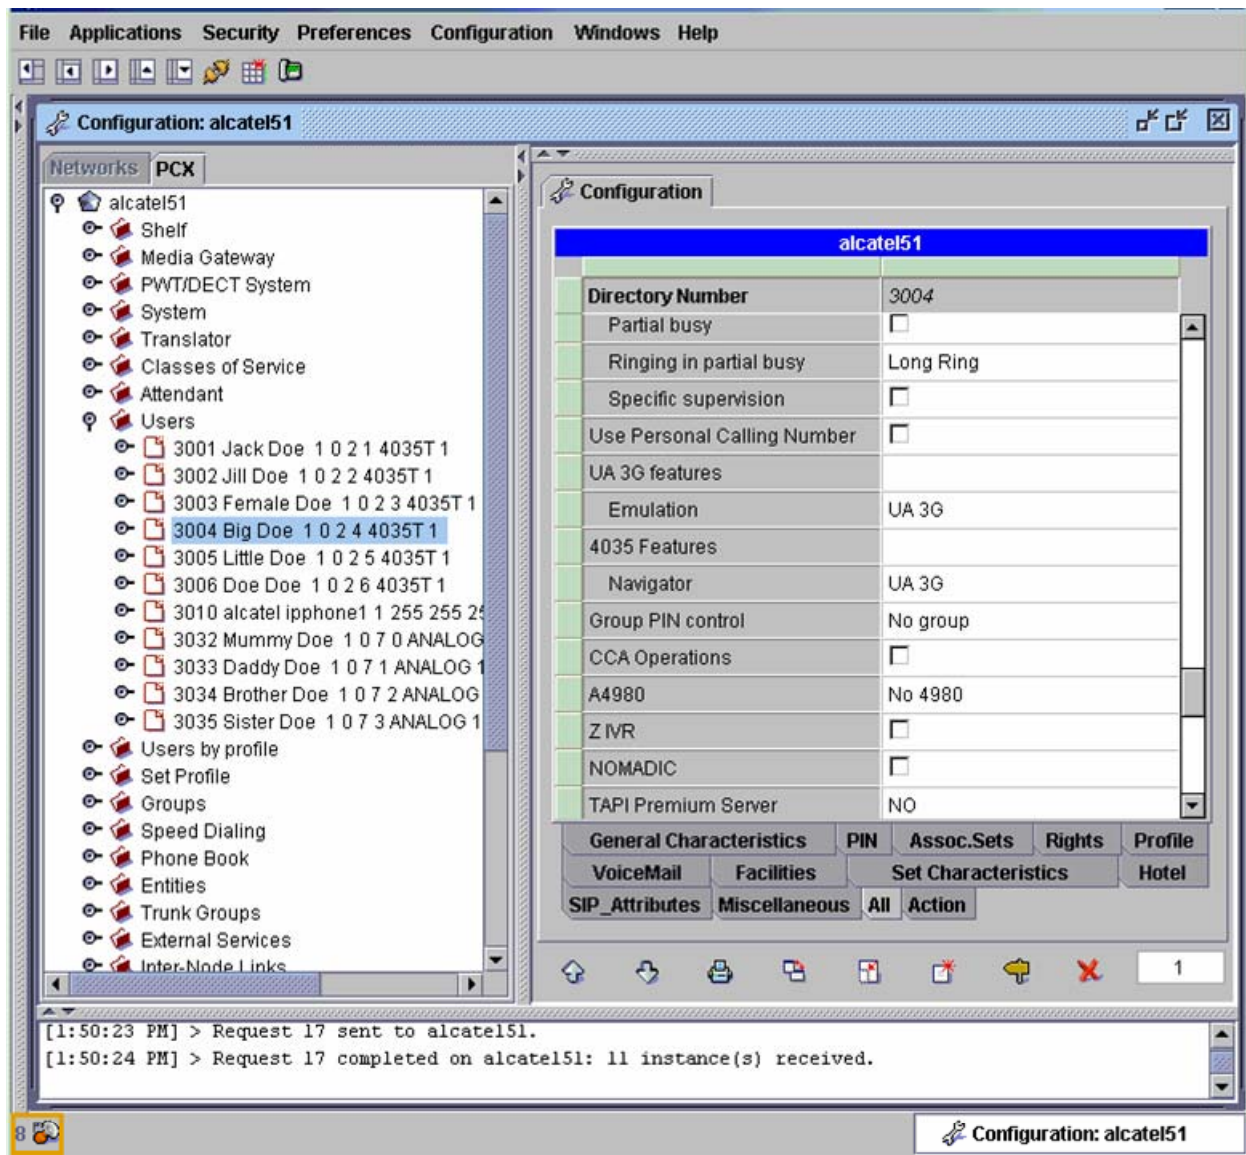 File Applications Security Preferences Configuration Windows Help
Configuration: alcatel51
Networks PCX
alcatel51
Shelf
Media Gateway
PWT/DECT System
System
Translator
Classes of Service
Attendant
Users
3001 Jack Doe 1 0 2 1 4035T 1
3002 Jill Doe 1 0 2 2 4035T 1
3003 Female Doe 1 0 2 3 4035T 1
3004 Big Doe 1 0 2 4 4035T 1
3005 Little Doe 1 0 2 5 4035T 1
3006 Doe Doe 1 0 2 6 4035T 1
3010 alcatel ipphone1 1 255 255
3032 Mummy Doe 1 0 7 0 ANALOG
3033 Daddy Doe 1 0 7 1 ANALOG 1
3034 Brother Doe 1 0 7 2 ANALOG
3035 Sister Doe 1 0 7 3 ANALOG 1
Users by profile
Set Profile
Groups
Speed Dialing
Phone Book
Entities
Trunk Groups
External Services
Inter-Node Links
Configuration
alcatel51
Directory Number 3004
Partial busy
Ringing in partial busy Long Ring
Specific supervision
Use Personal Calling Number
UA 3G features
Emulation UA 3G
4035 Features
Navigator UA 3G
Group PIN control No group
CCA Operations
A4980 No 4980
Z IVR
NOMADIC
TAPI Premium Server NO
General Characteristics PIN Assoc.Sets Rights Profile
VoiceMail Facilities Set Characteristics Hotel
SIP_Attributes Miscellaneous All Action
1
[1:50:23 PM] > Request 17 sent to alcatel51.
[1:50:24 PM] > Request 17 completed on alcatel51: 11 instance(s) received.
8
Configuration: alcatel51